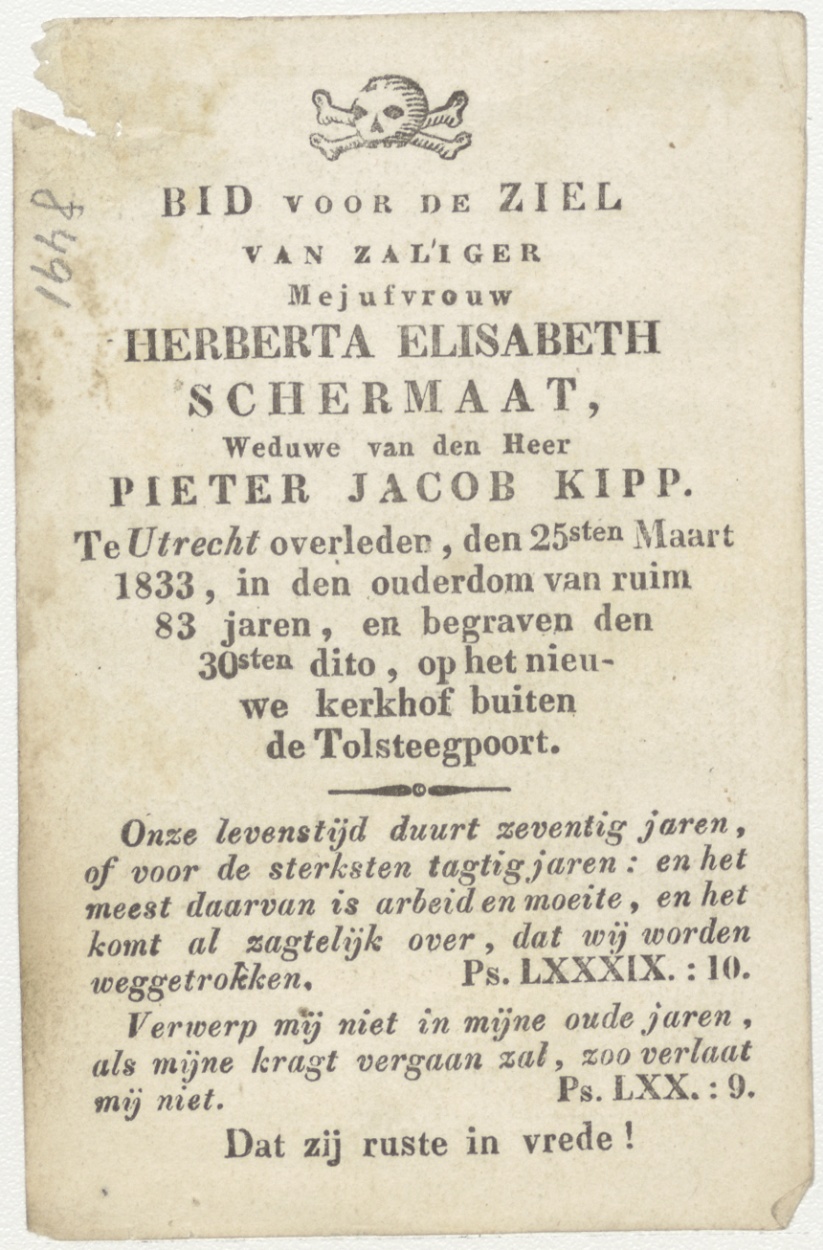 1648
BID VOOR DE ZIEL
VAN ZAL'IGER
Mejufvrouw
HERBERTA ELISABETH
SCHERMAAT,
Weduwe van den Heer
PIETER JACOB KIPP.
Te Utrecht overleden, den 25sten Maart
1833, in den ouderdom van ruim
83 jaren, en begraven den
30sten dito, op het nieu-
we kerkhof buiten
de Tolsteegpoort.
Onze levenstijd duurt zeventig jaren,
of voor de sterksten tagtig jaren: en het
meest daarvan is arbeid en moeite, en het
komt al zagtelijk over, dat wij worden
weggetrokken. Ps. LXXXIX.: 10.
Verwerp mij niet in mijne oude jaren,
als mijne kragt vergaan zal, zoo verlaat
mij niet. Ps. LXX.: 9.
Dat zij ruste in vrede!